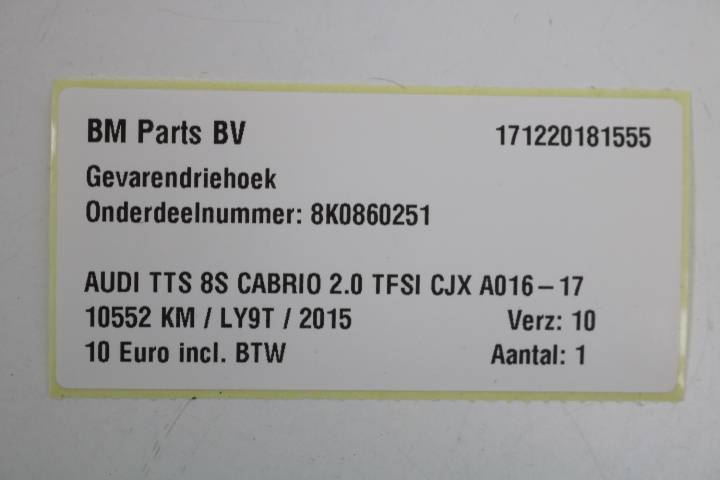 BM Parts BV 171220181555
Gevarendriehoek
Onderdeelnummer: 8K0860251
AUDI TTS 8S CABRIO 2.0 TFSI CJX A016-17
10552 KM / LY9T / 2015 Verz: 10
10 Euro incl. BTW Aantal: 1